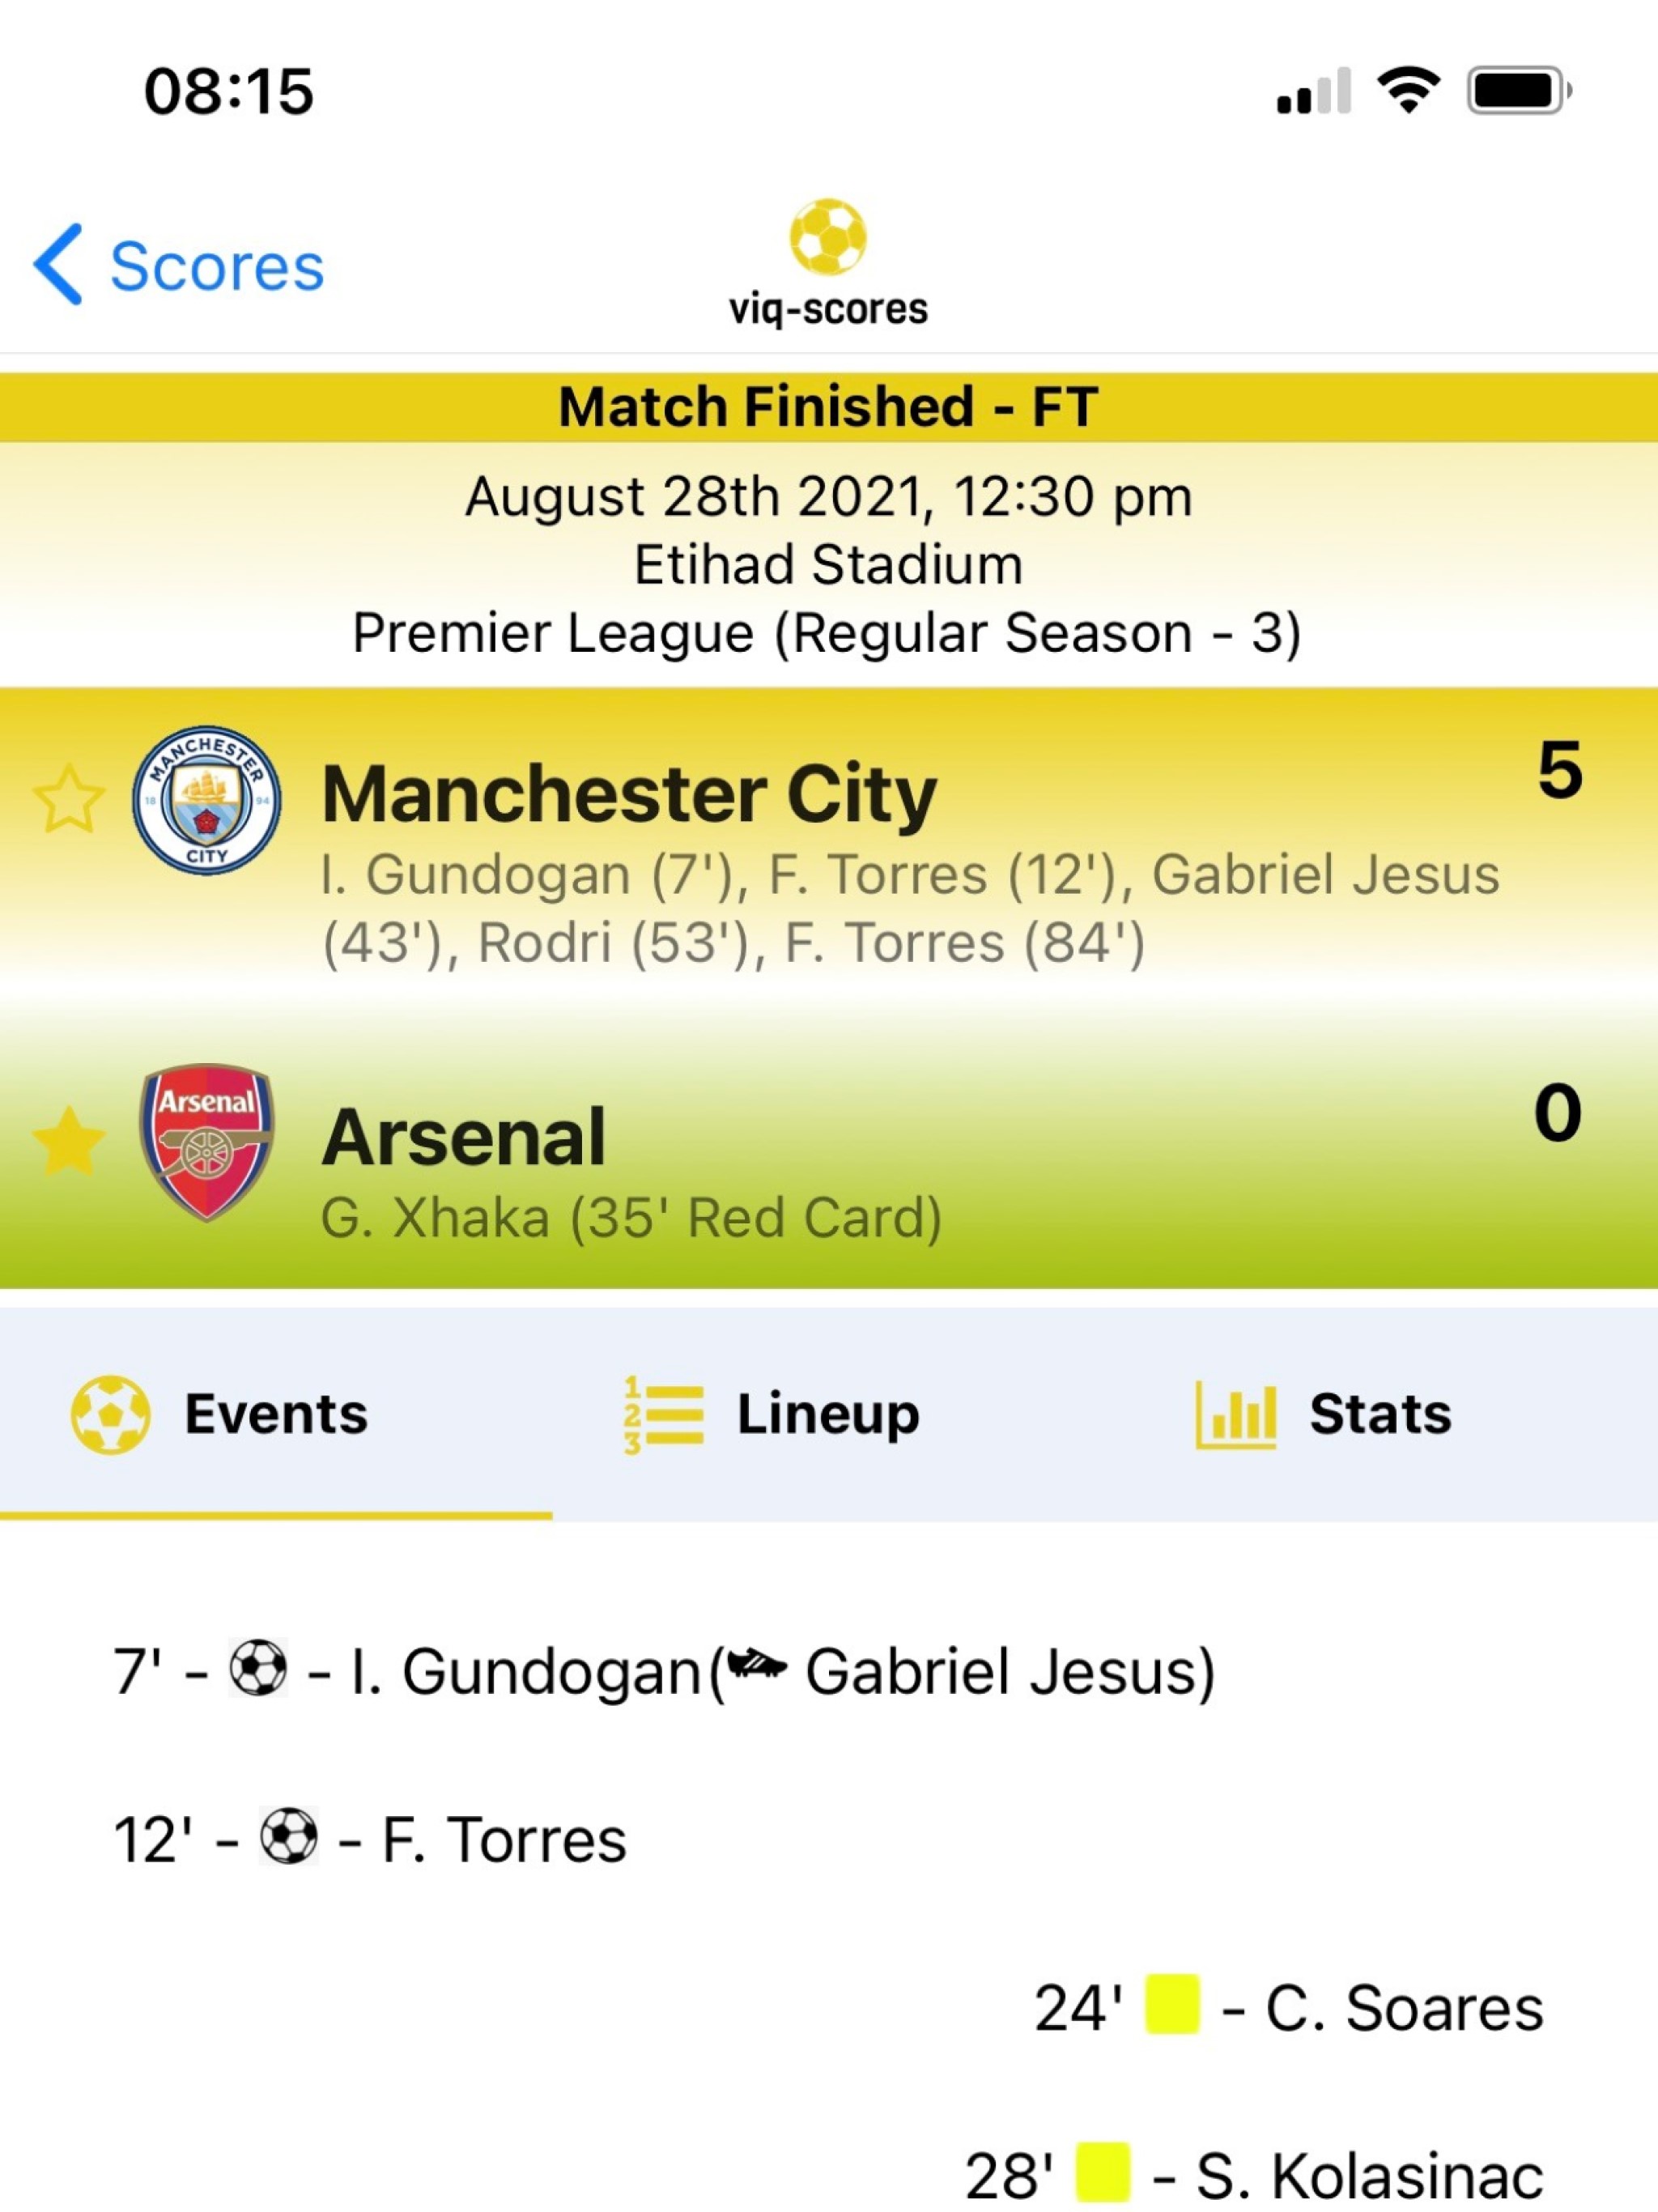 08:15
Scores
viq-scores
Match Finished - FT
August 28th 2021, 12:30 pm
Etihad Stadium
Premier League (Regular Season - 3)
MANCHESTER
18 94
CITY
Manchester City
5
I. Gundogan (7'), F. Torres (12'), Gabriel Jesus
(43'), Rodri (53'), F. Torres (84')
Arsenal
Arsenal
0
G. Xhaka (35' Red Card)
Events
1
2
3
Lineup
Stats
7' - - I. Gundogan( Gabriel Jesus)
12' - - F. Torres
24' - C. Soares
28' - S. Kolasinac